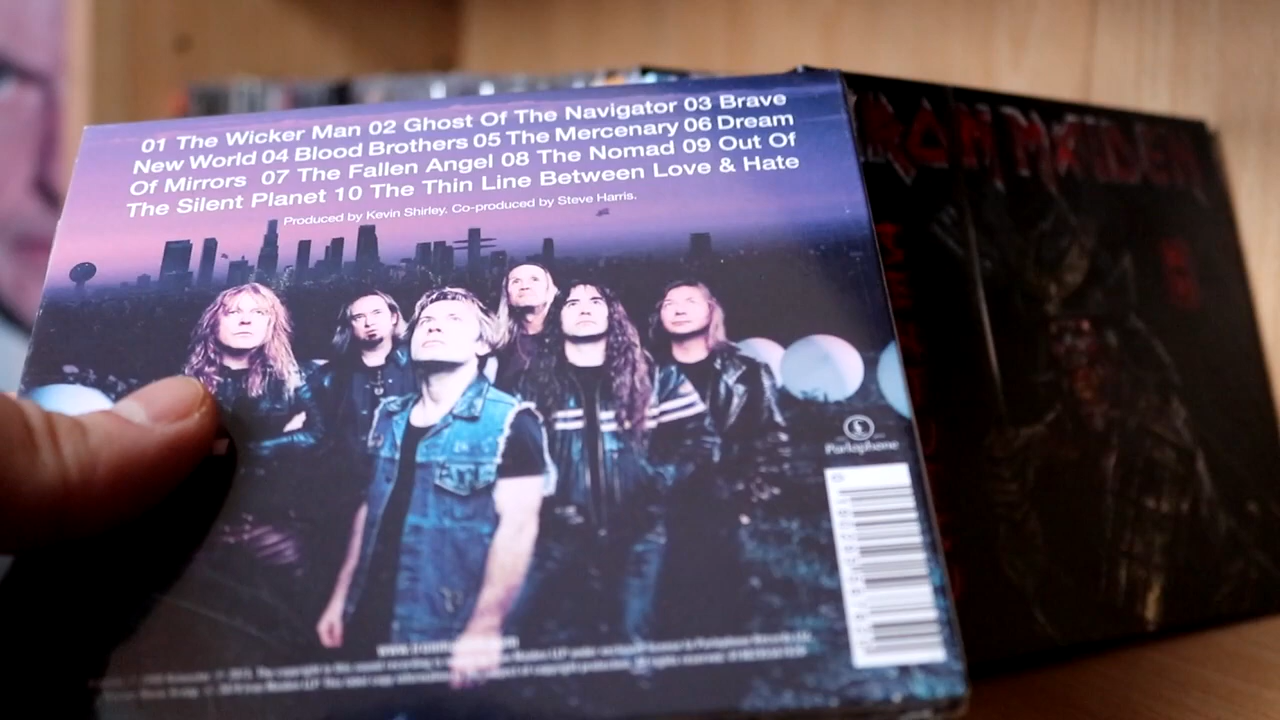 01 The Wicker Man 02 Ghost Of The Navigator 03 Brave
New World 04 Blood Brothers 05 The Mercenary 06 Dream
Of Mirrors 07 The Fallen Angel 08 The Nomad 09 Out Of
The Silent Planet 10 The Thin Line Between Love & Hate
Produced by Kevin Shirley. Co-produced by Steve Harris.
Parlophone
IRON MAIDEN